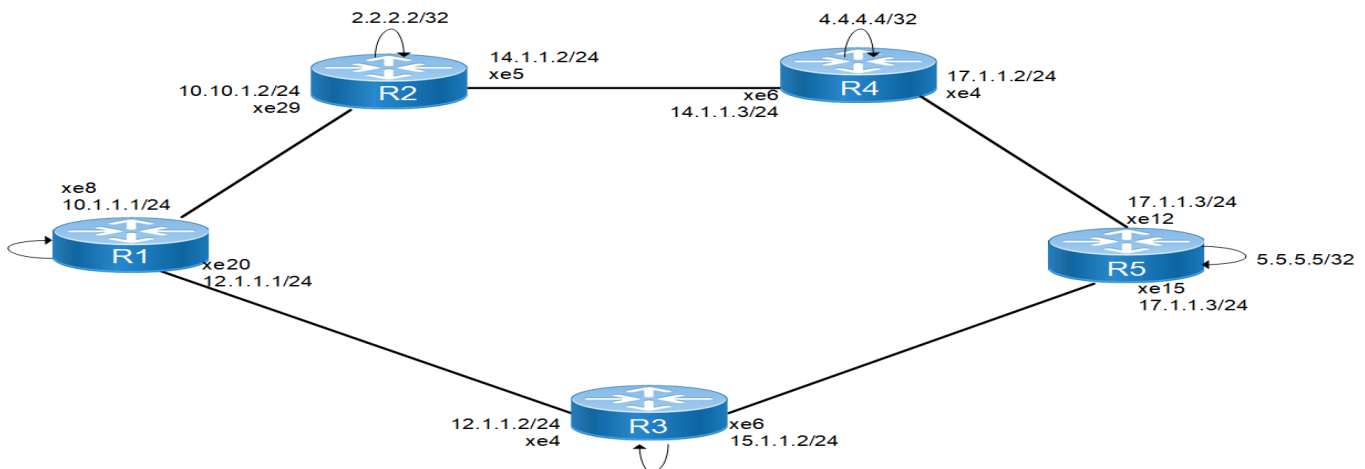 2.2.2.2/32
4.4.4.4/32
14.1.1.2/24
xe5
10.10.1.2/24
xe29
R2
xe6
14.1.1.3/24
R4
17.1.1.2/24
xe4
xe8
10.1.1.1/24
R1
xe20
12.1.1.1/24
17.1.1.3/24
xe12
R5
5.5.5.5/32
xe15
17.1.1.3/24
12.1.1.2/24
xe4
R3
xe6
15.1.1.2/24